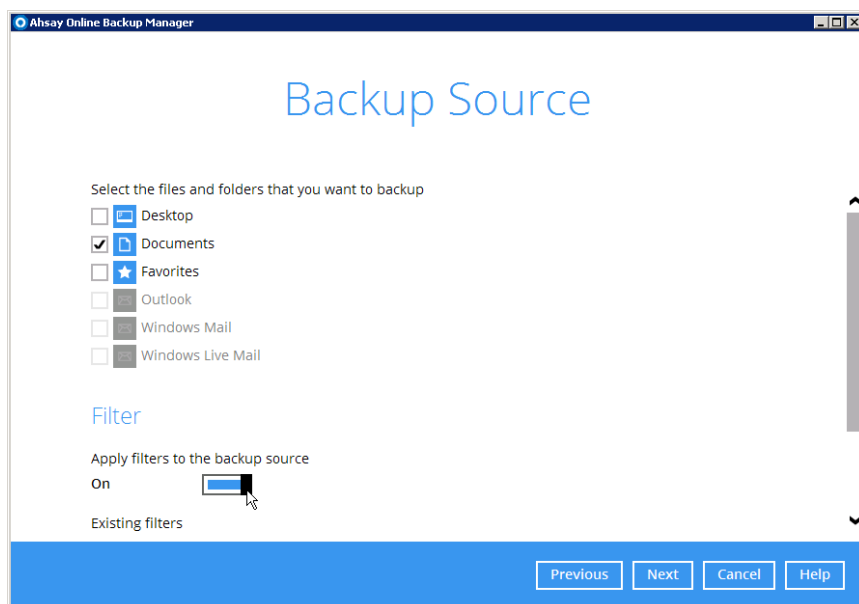 Ahsay Online Backup Manager
Backup Source
Select the files and folders that you want to backup
Desktop
Documents
Favorites
Outlook
Windows Mail
Windows Live Mail
Filter
Apply filters to the backup source
On
Existing filters
Previous Next Cancel Help